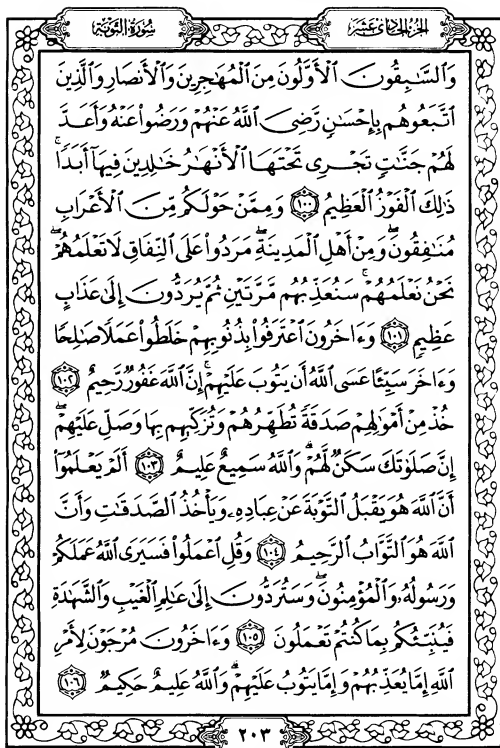 الجزء الحادي عشر
سورة التوبة
وَٱلسَّٰبِقُونَ ٱلْأَوَّلُونَ مِنَ ٱلْمُهَٰجِرِينَ وَٱلْأَنصَارِ وَٱلَّذِينَ
ٱتَّبَعُوهُم بِإِحْسَٰنٍ رَّضِىَ ٱللَّهُ عَنْهُمْ وَرَضُوا۟ عَنْهُ وَأَعَدَّ
لَهُمْ جَنَّٰتٍ تَجْرِى تَحْتَهَا ٱلْأَنْهَٰرُ خَٰلِدِينَ فِيهَآ أَبَدًا ۚ
ذَٰلِكَ ٱلْفَوْزُ ٱلْعَظِيمُ ١٠٠ وَمِمَّنْ حَوْلَكُم مِّنَ ٱلْأَعْرَابِ
مُنَٰفِقُونَ ۖ وَمِنْ أَهْلِ ٱلْمَدِينَةِ ۖ مَرَدُوا۟ عَلَى ٱلنِّفَاقِ لَا تَعْلَمُهُمْ ۖ
نَحْنُ نَعْلَمُهُمْ ۚ سَنُعَذِّبُهُم مَّرَّتَيْنِ ثُمَّ يُرَدُّونَ إِلَىٰ عَذَابٍ
عَظِيمٍ ١٠١ وَءَاخَرُونَ ٱعْتَرَفُوا۟ بِذُنُوبِهِمْ خَلَطُوا۟ عَمَلًا صَٰلِحًا
وَءَاخَرَ سَيِّئًا عَسَى ٱللَّهُ أَن يَتُوبَ عَلَيْهِمْ ۚ إِنَّ ٱللَّهَ غَفُورٌ رَّحِيمٌ ١٠٢
خُذْ مِنْ أَمْوَٰلِهِمْ صَدَقَةً تُطَهِّرُهُمْ وَتُزَكِّيهِم بِهَا وَصَلِّ عَلَيْهِمْ ۖ
إِنَّ صَلَوٰتَكَ سَكَنٌ لَّهُمْ ۗ وَٱللَّهُ سَمِيعٌ عَلِيمٌ ١٠٣ أَلَمْ يَعْلَمُوٓا۟
أَنَّ ٱللَّهَ هُوَ يَقْبَلُ ٱلتَّوْبَةَ عَنْ عِبَادِهِۦ وَيَأْخُذُ ٱلصَّدَقَٰتِ وَأَنَّ
ٱللَّهَ هُوَ ٱلتَّوَّابُ ٱلرَّحِيمُ ١٠٤ وَقُلِ ٱعْمَلُوا۟ فَسَيَرَى ٱللَّهُ عَمَلَكُمْ
وَرَسُولُهُۥ وَٱلْمُؤْمِنُونَ ۖ وَسَتُرَدُّونَ إِلَىٰ عَٰلِمِ ٱلْغَيْبِ وَٱلشَّهَٰدَةِ
فَيُنَبِّئُكُم بِمَا كُنتُمْ تَعْمَلُونَ ١٠٥ وَءَاخَرُونَ مُرْجَوْنَ لِأَمْرِ
ٱللَّهِ إِمَّا يُعَذِّبُهُمْ وَإِمَّا يَتُوبُ عَلَيْهِمْ ۗ وَٱللَّهُ عَلِيمٌ حَكِيمٌ ١٠٦
٢٠٣